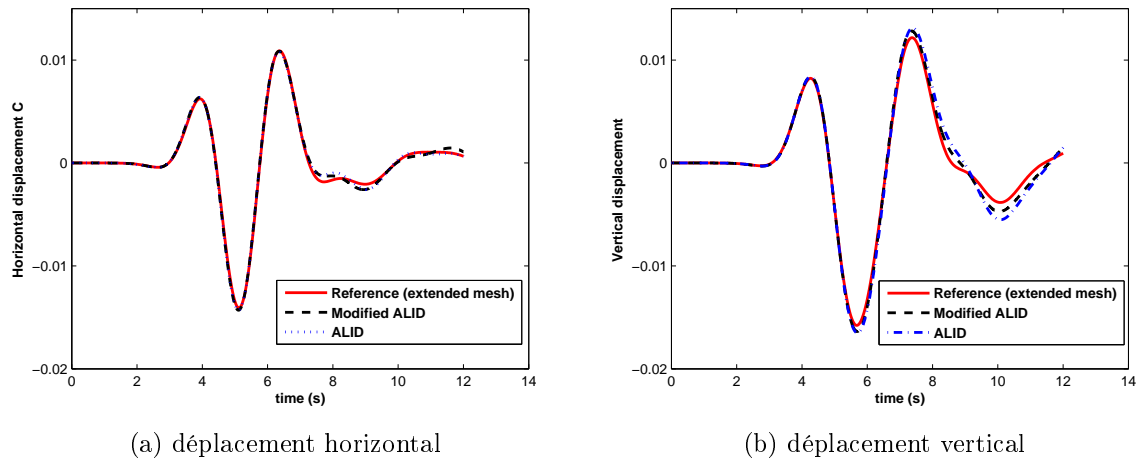 0.01
0
−0.01
−0.02
0 2 4 6 8 10 12 14
Horizontal displacement C
time (s)
Reference (extended mesh)
Modified ALID
ALID
(a) déplacement horizontal
0.01
0
−0.01
−0.02
0 2 4 6 8 10 12 14
Vertical displacement
time (s)
Reference (extended mesh)
Modified ALID
ALID
(b) déplacement vertical